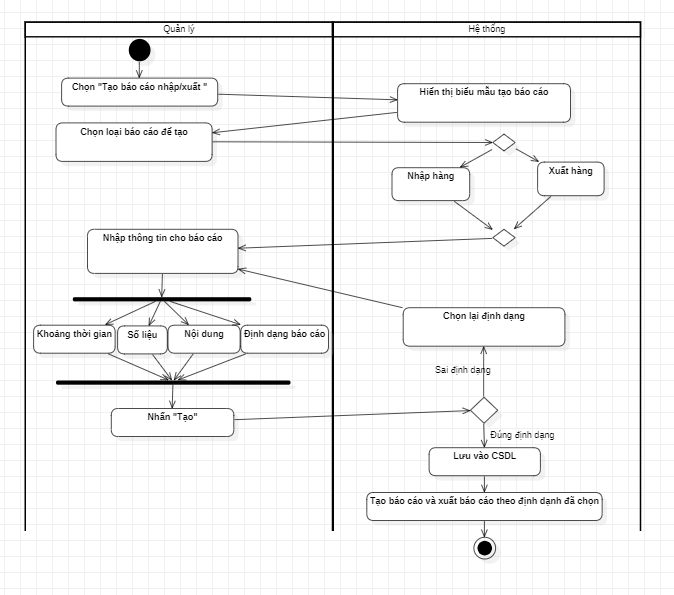 Quản lý
Hệ thống
Chọn "Tạo báo cáo nhập/xuất "
Hiển thị biểu mẫu tạo báo cáo
Chọn loại báo cáo để tạo
Nhập hàng
Xuất hàng
Nhập thông tin cho báo cáo
Chọn lại định dạng
Khoảng thời gian
Số liệu
Nội dung
Định dạng báo cáo
Sai định dạng
Nhấn "Tạo"
Đúng định dạng
Lưu vào CSDL
Tạo báo cáo và xuất báo cáo theo định dạnh đã chọn